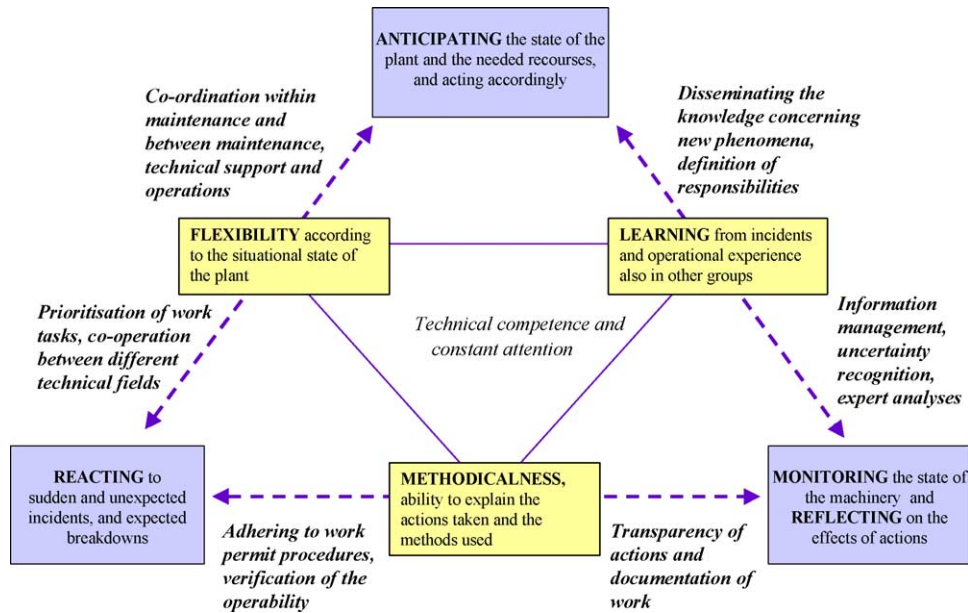 ANTICIPATING the state of the
plant and the needed recourses,
and acting accordingly
Co-ordination within
maintenance and
between maintenance,
technical support and
operations
Disseminating the
knowledge concerning
new phenomena,
definition of
responsibilities
FLEXIBILITY according
to the situational state of
the plant
LEARNING from incidents
and operational experience
also in other groups
Prioritisation of work
tasks, co-operation
between different
technical fields
Technical competence and
constant attention
Information
management,
uncertainty
recognition,
expert analyses
REACTING to
sudden and unexpected
incidents, and expected
breakdowns
METHODICALNESS,
ability to explain the
actions taken and the
methods used
MONITORING the state of
the machinery and
REFLECTING on the
effects of actions
Adhering to work
permit procedures,
verification of the
operability
Transparency of
actions and
documentation of
work